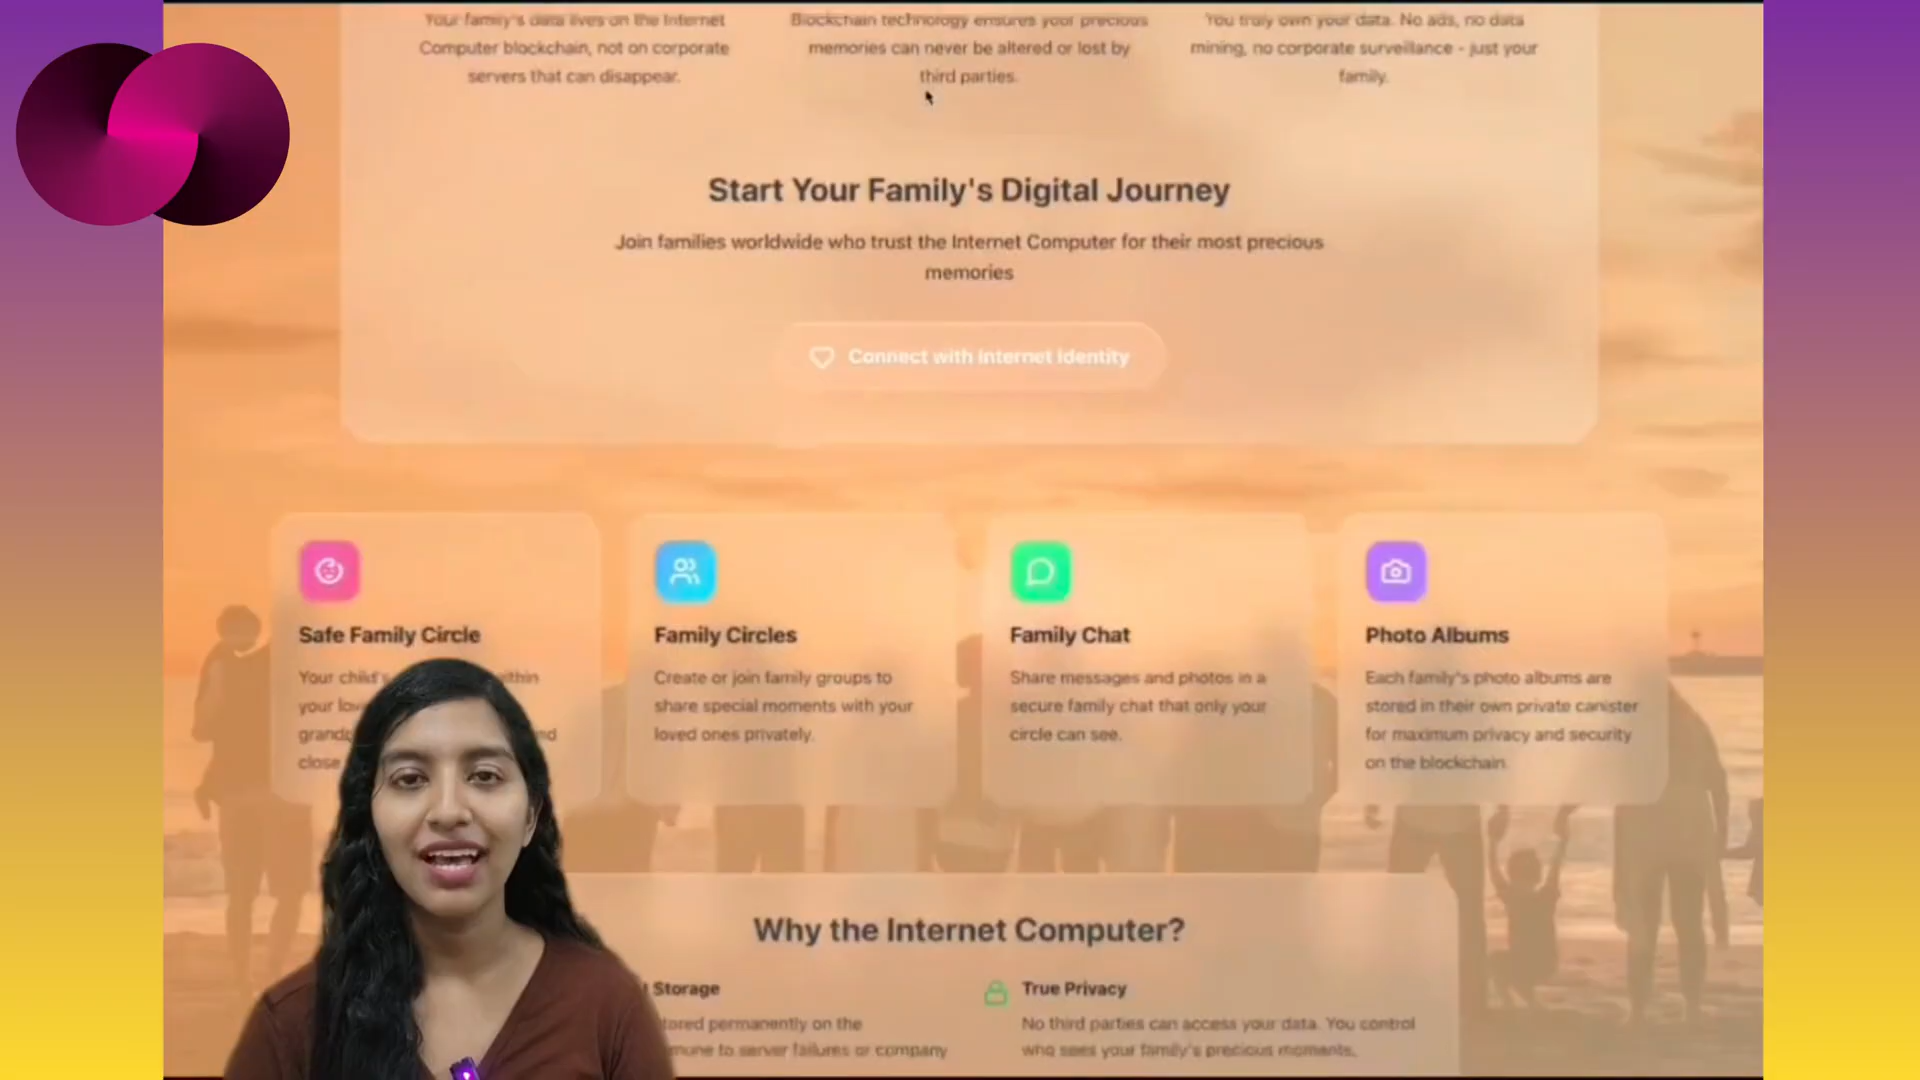 Your family's data lives on the Internet
Computer blockchain, not on corporate
servers that can disappear.
Blockchain technology ensures your precious
memories can never be altered or lost by
third parties.
You truly own your data. No ads, no data
mining, no corporate surveillance - just your
family.
Start Your Family's Digital Journey
Join families worldwide who trust the Internet Computer for their most precious
memories
Connect with Internet Identity
Safe Family Circle
Your child's
your
close
Family Circles
Create or join family groups to
share special moments with your
loved ones privately.
Family Chat
Share messages and photos in a
secure family chat that only your
circle can see.
Photo Albums
Each family's photo albums are
stored in their own private canister
for maximum privacy and security
on the blockchain.
Why the Internet Computer?
Storage
permanently on the
to server failures or company
True Privacy
No third parties can access your data. You control
who sees your family's precious moments.